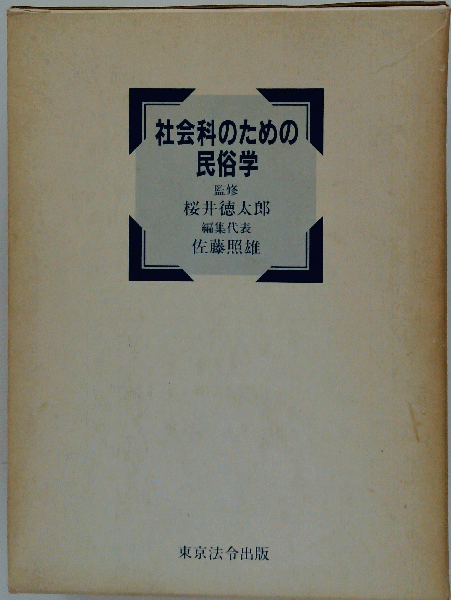 社会科のための
民俗学
監修
桜井徳太郎
編集代表
佐藤照雄
東京法令出版